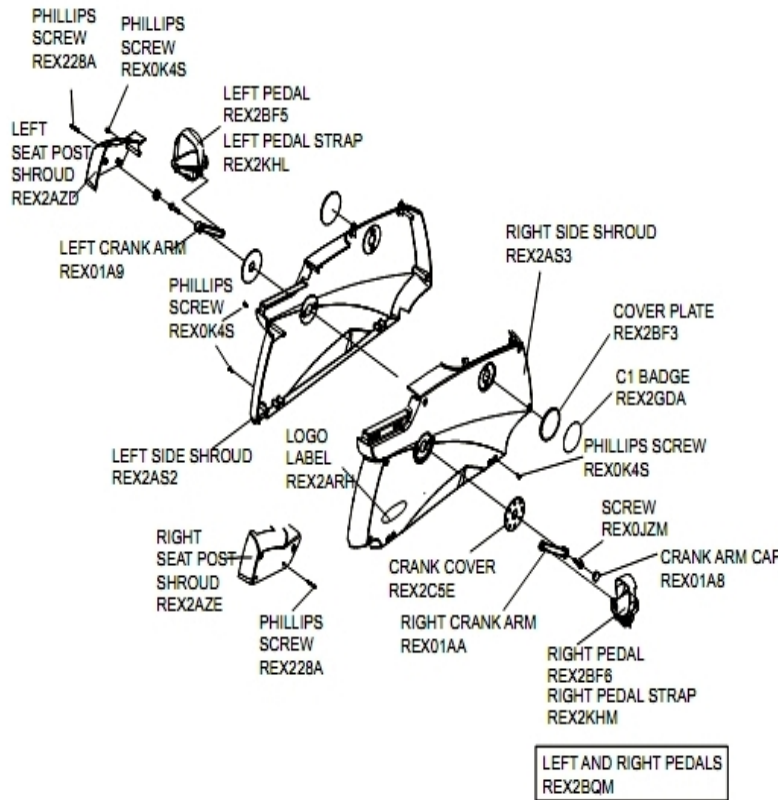 PHILLIPS
SCREW
REX228A
PHILLIPS
SCREW
REX0K4S
LEFT PEDAL
REX2BF5
LEFT PEDAL STRAP
REX2KHL
LEFT
SEAT POST
SHROUD
REX2AZD
LEFT CRANK ARM
REX01A9
PHILLIPS
SCREW
REX0K4S
RIGHT SIDE SHROUD
REX2AS3
COVER PLATE
REX2BF3
C1 BADGE
REX2GDA
PHILLIPS SCREW
REX0K4S
LEFT SIDE SHROUD
REX2AS2
LOGO
LABEL
REX2ARH
SCREW
REX0JZM
CRANK ARM CAP
REX01A8
RIGHT
SEAT POST
SHROUD
REX2AZE
CRANK COVER
REX2C5E
RIGHT CRANK ARM
REX01AA
PHILLIPS
SCREW
REX228A
RIGHT PEDAL
REX2BF6
RIGHT PEDAL STRAP
REX2KHM
LEFT AND RIGHT PEDALS
REX2BQM